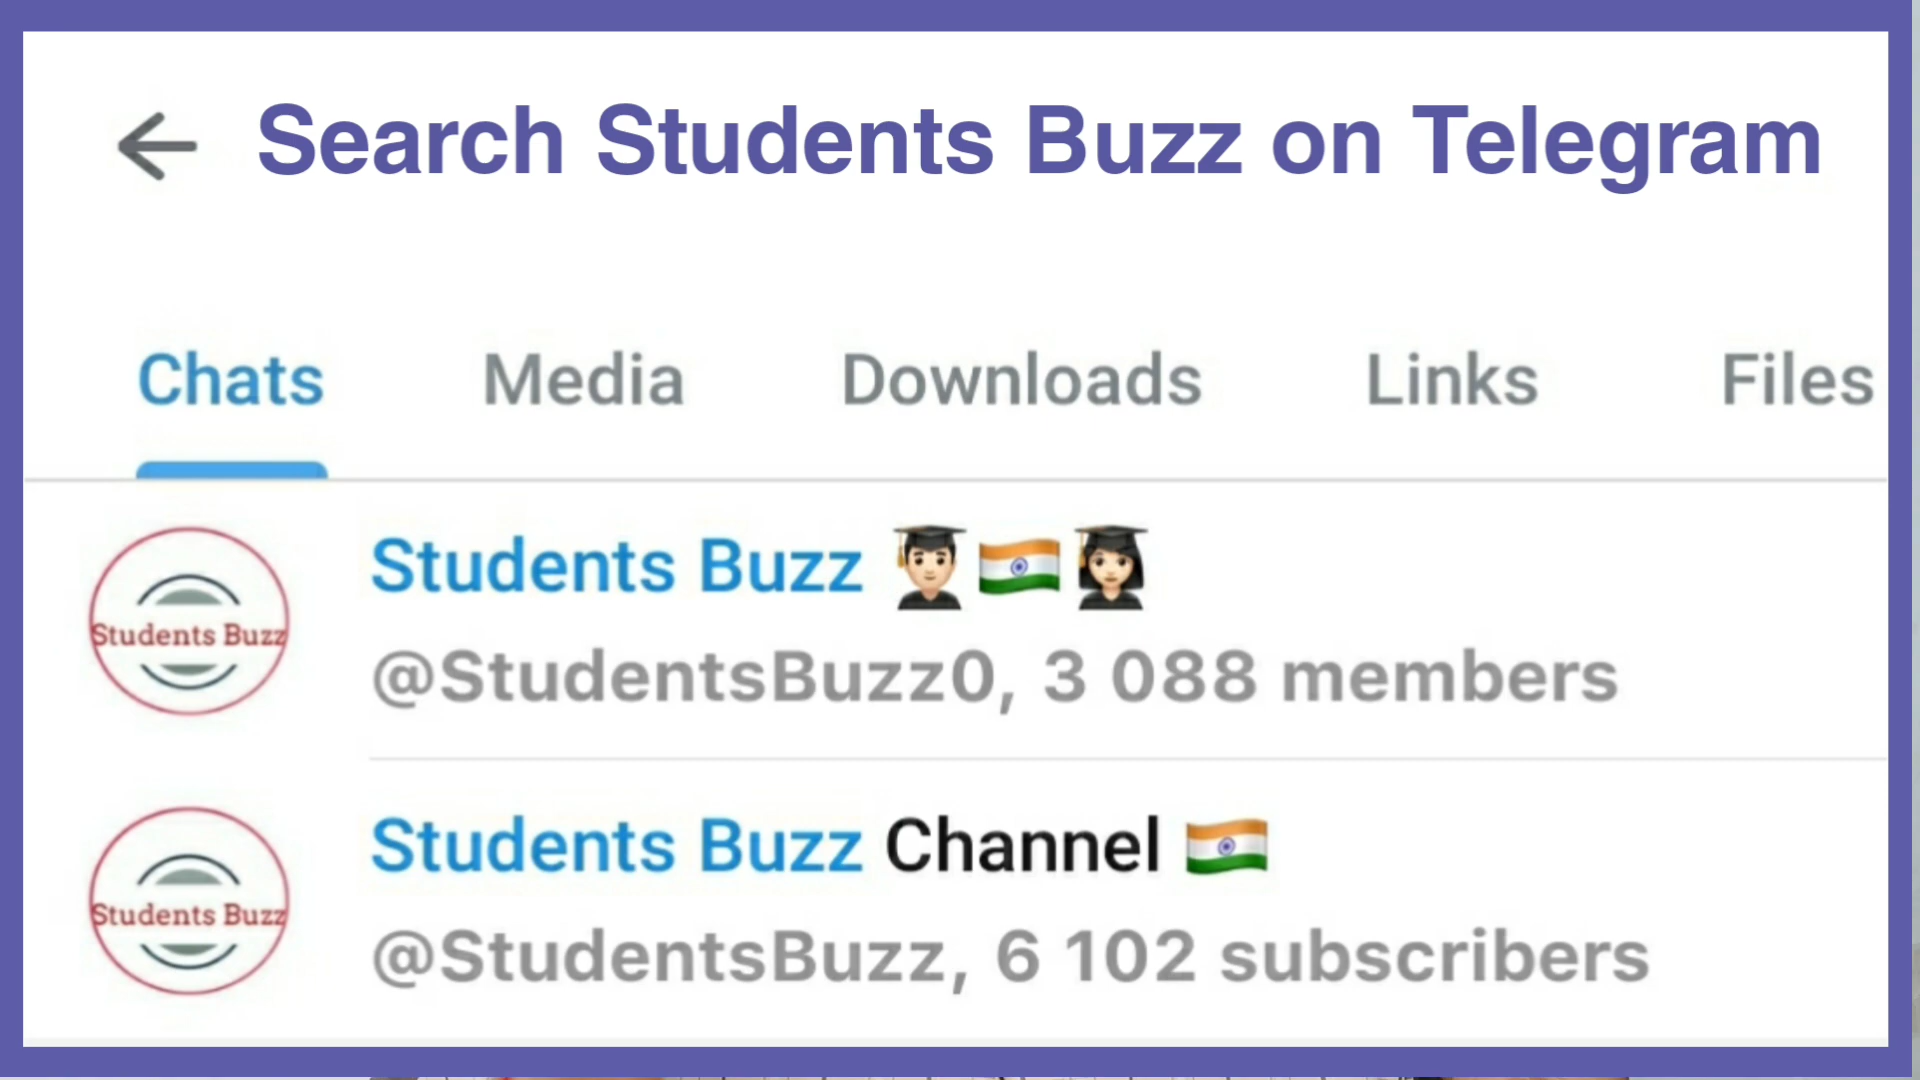 Search Students Buzz on Telegram
Chats Media Downloads Links Files
Students Buzz 👨🏻‍🎓🇮🇳👩🏻‍🎓
Students Buzz
@StudentsBuzz0, 3 088 members
Students Buzz Channel 🇮🇳
Students Buzz
@StudentsBuzz, 6 102 subscribers